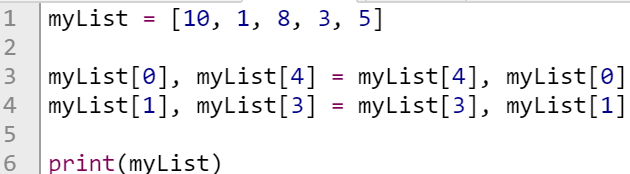 1 myList = [10, 1, 8, 3, 5]
2
3 myList[0], myList[4] = myList[4], myList[0]
4 myList[1], myList[3] = myList[3], myList[1]
5
6 print(myList)